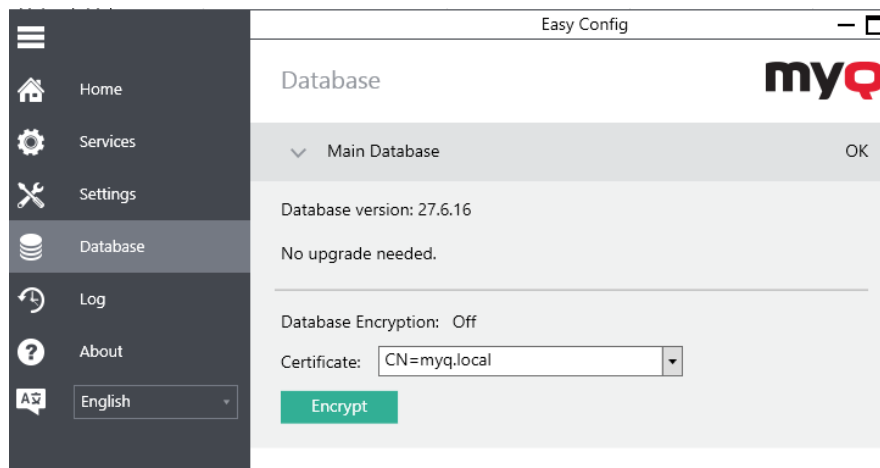 Easy Config
Home
Services
Settings
Database
Log
About
English
Database
myQ
Main Database
OK
Database version: 27.6.16
No upgrade needed.
Database Encryption: Off
Certificate: CN=myq.local
Encrypt